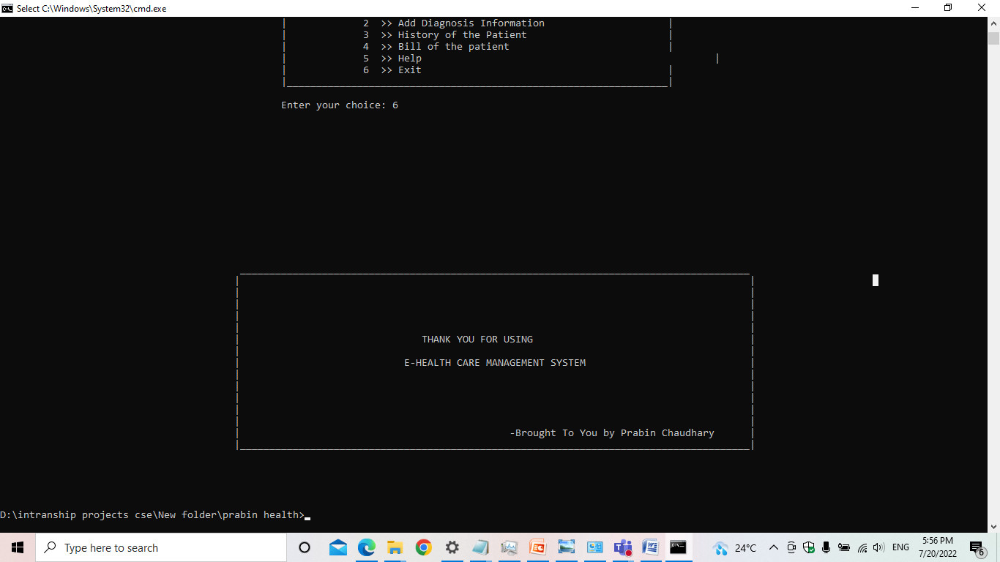 Select C:\Windows\System32\cmd.exe
2 >> Add Diagnosis Information
3 >> History of the Patient
4 >> Bill of the patient
5 >> Help
6 >> Exit
Enter your choice: 6
THANK YOU FOR USING
E-HEALTH CARE MANAGEMENT SYSTEM
-Brought To You by Prabin Chaudhary
D:\intranship projects cse\New folder\prabin health>
Type here to search
24°C
ENG
5:56 PM
7/20/2022
6